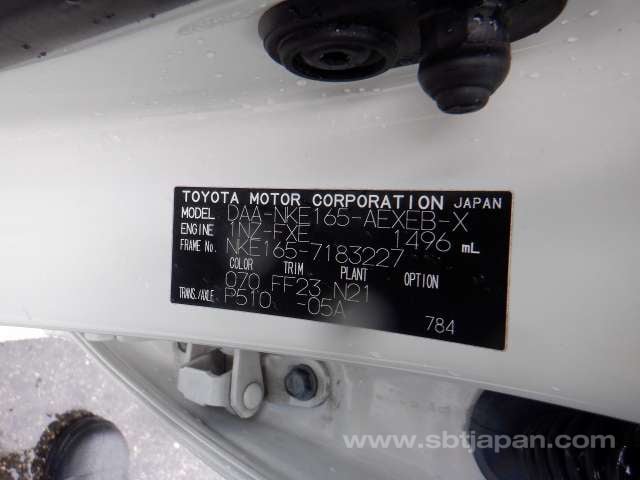 TOYOTA MOTOR CORPORATION JAPAN
MODEL DAA-NKE165-AEXEB-X
ENGINE 1NZ-FXE 1496 mL
FRAME No. NKE165-7183227
COLOR TRIM PLANT OPTION
070 FF23 N21
TRANS./AXLE P510 -05A
784
www.sbtjapan.com